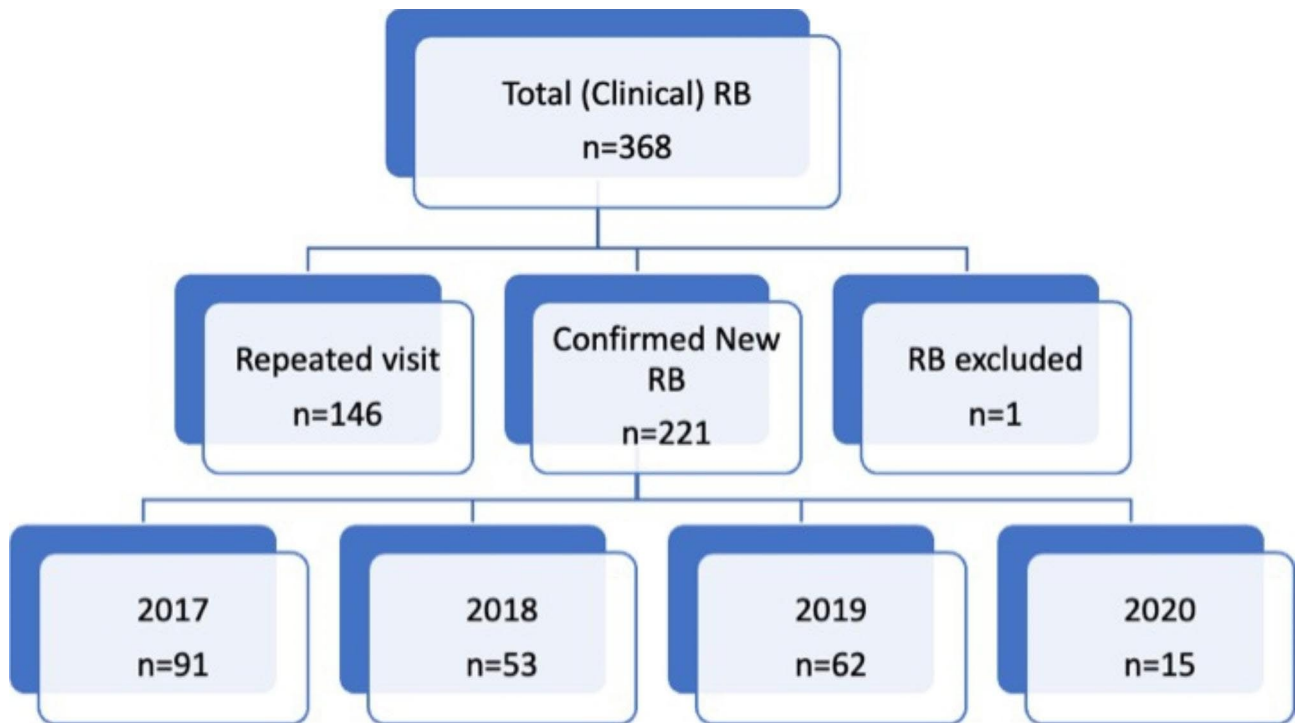 Total (Clinical) RB
n=368
Repeated visit
n=146
Confirmed New
RB
n=221
RB excluded
n=1
2017
n=91
2018
n=53
2019
n=62
2020
n=15